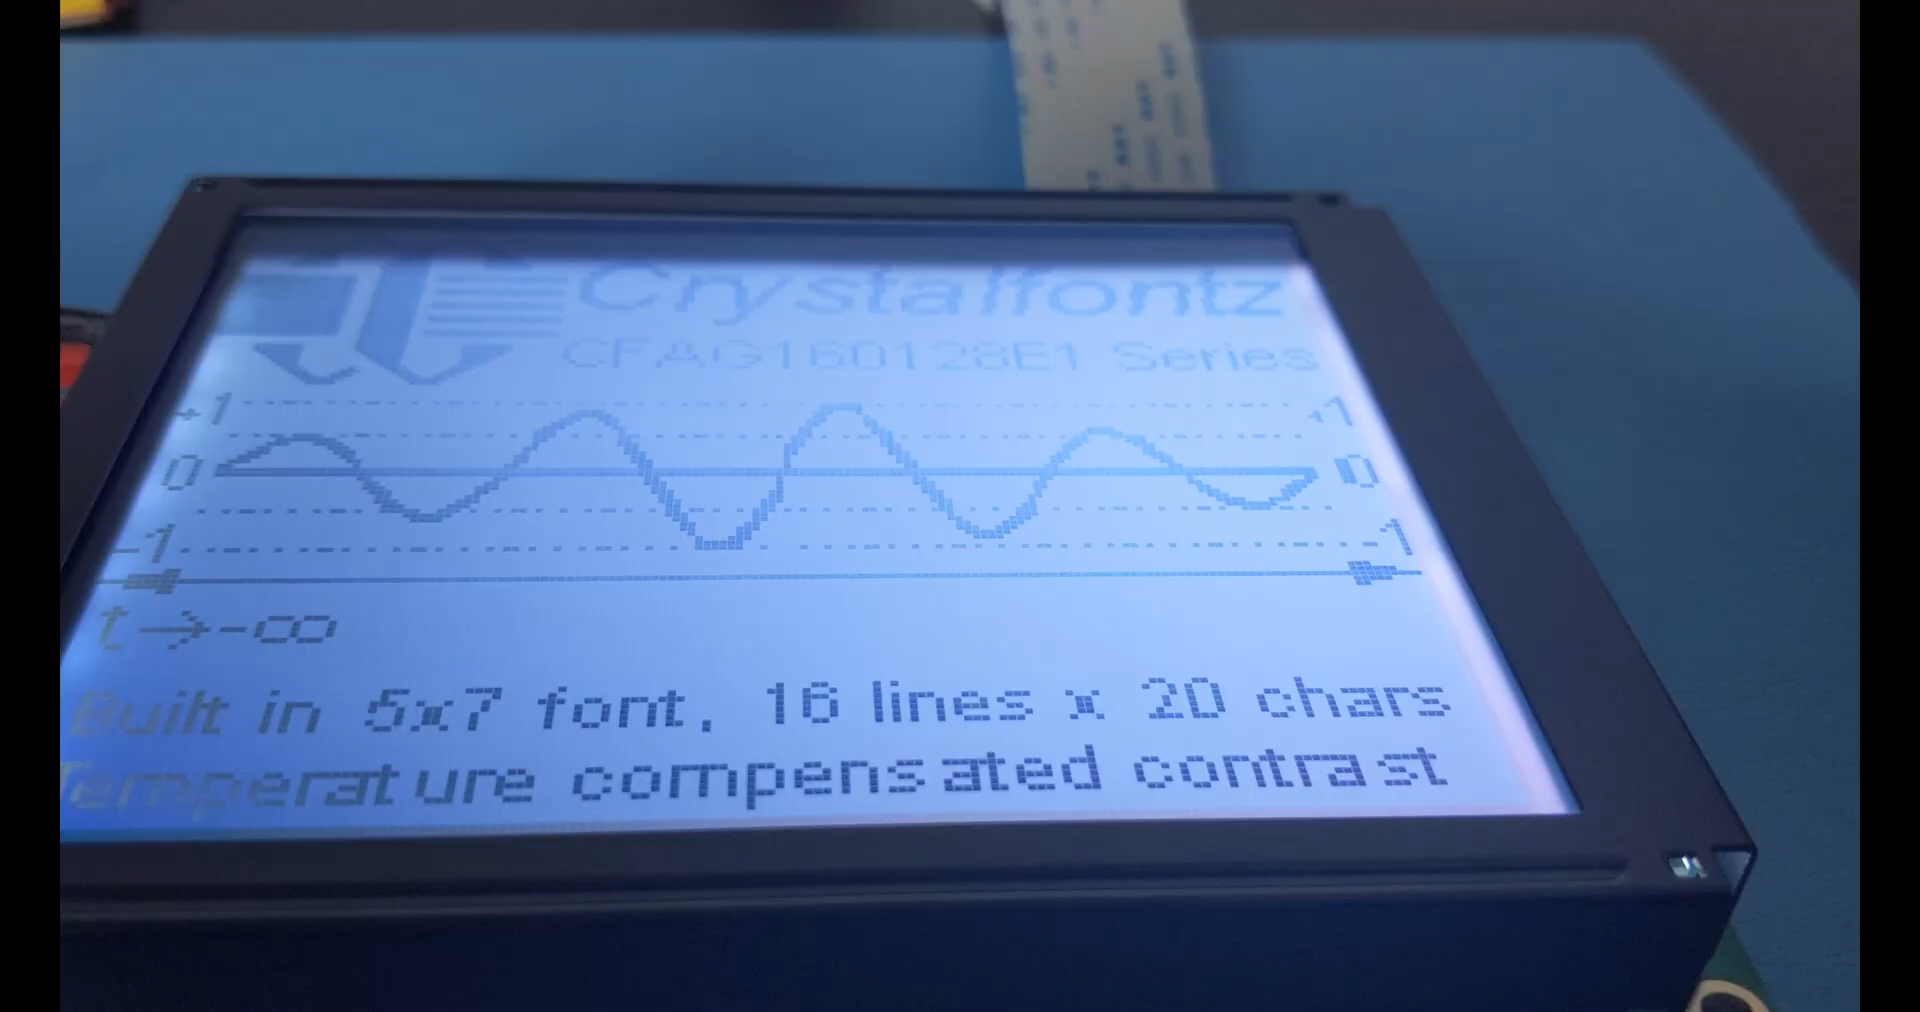 Crystalfontz
CFAG160128E1 Series
+1 +1
0 0
-1 -1
t→-∞
Built in 5x7 font, 16 lines x 20 chars
Temperature compensated contrast